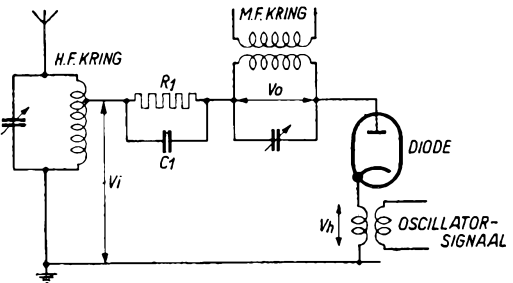 M.F. KRING
H.F. KRING
R1
Vo
C1
Vi
DIODE
Vh
OSCILLATOR-
SIGNAAL